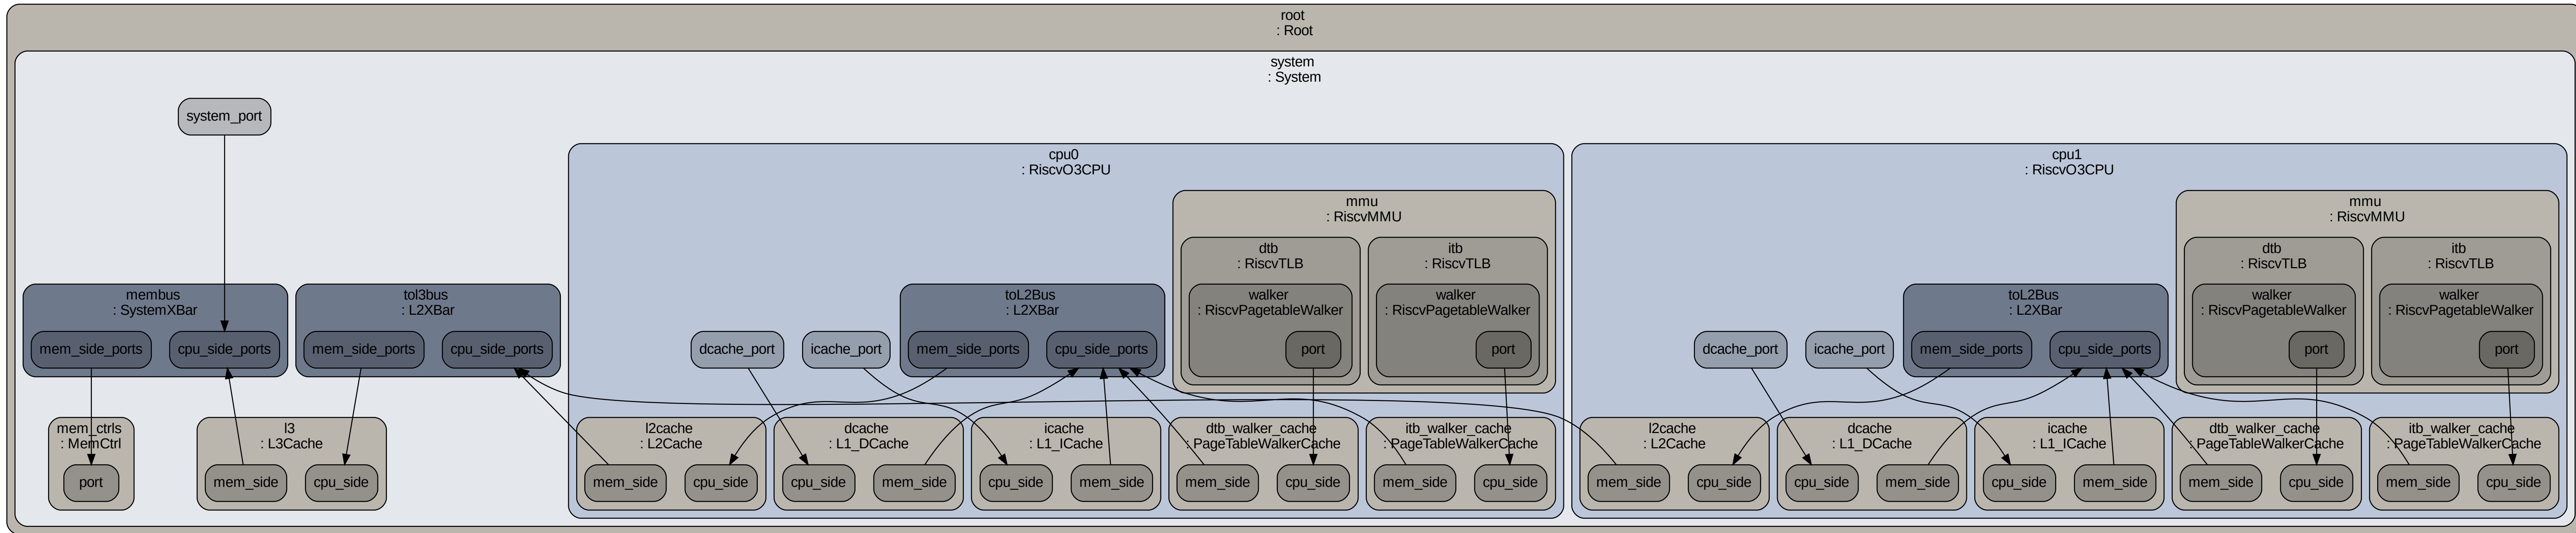 root
: Root
system
: System
system_port
membus
: SystemXBar
mem_side_ports
cpu_side_ports
tol3bus
: L2XBar
mem_side_ports
cpu_side_ports
mem_ctrls
: MemCtrl
port
l3
: L3Cache
mem_side
cpu_side
cpu0
: RiscvO3CPU
dcache_port
icache_port
toL2Bus
: L2XBar
mem_side_ports
cpu_side_ports
mmu
: RiscvMMU
dtb
: RiscvTLB
walker
: RiscvPagetableWalker
port
itb
: RiscvTLB
walker
: RiscvPagetableWalker
port
l2cache
: L2Cache
mem_side
cpu_side
dcache
: L1_DCache
cpu_side
mem_side
icache
: L1_ICache
cpu_side
mem_side
dtb_walker_cache
: PageTableWalkerCache
mem_side
cpu_side
itb_walker_cache
: PageTableWalkerCache
mem_side
cpu_side
cpu1
: RiscvO3CPU
dcache_port
icache_port
toL2Bus
: L2XBar
mem_side_ports
cpu_side_ports
mmu
: RiscvMMU
dtb
: RiscvTLB
walker
: RiscvPagetableWalker
port
itb
: RiscvTLB
walker
: RiscvPagetableWalker
port
l2cache
: L2Cache
mem_side
cpu_side
dcache
: L1_DCache
cpu_side
mem_side
icache
: L1_ICache
cpu_side
mem_side
dtb_walker_cache
: PageTableWalkerCache
mem_side
cpu_side
itb_walker_cache
: PageTableWalkerCache
mem_side
cpu_side